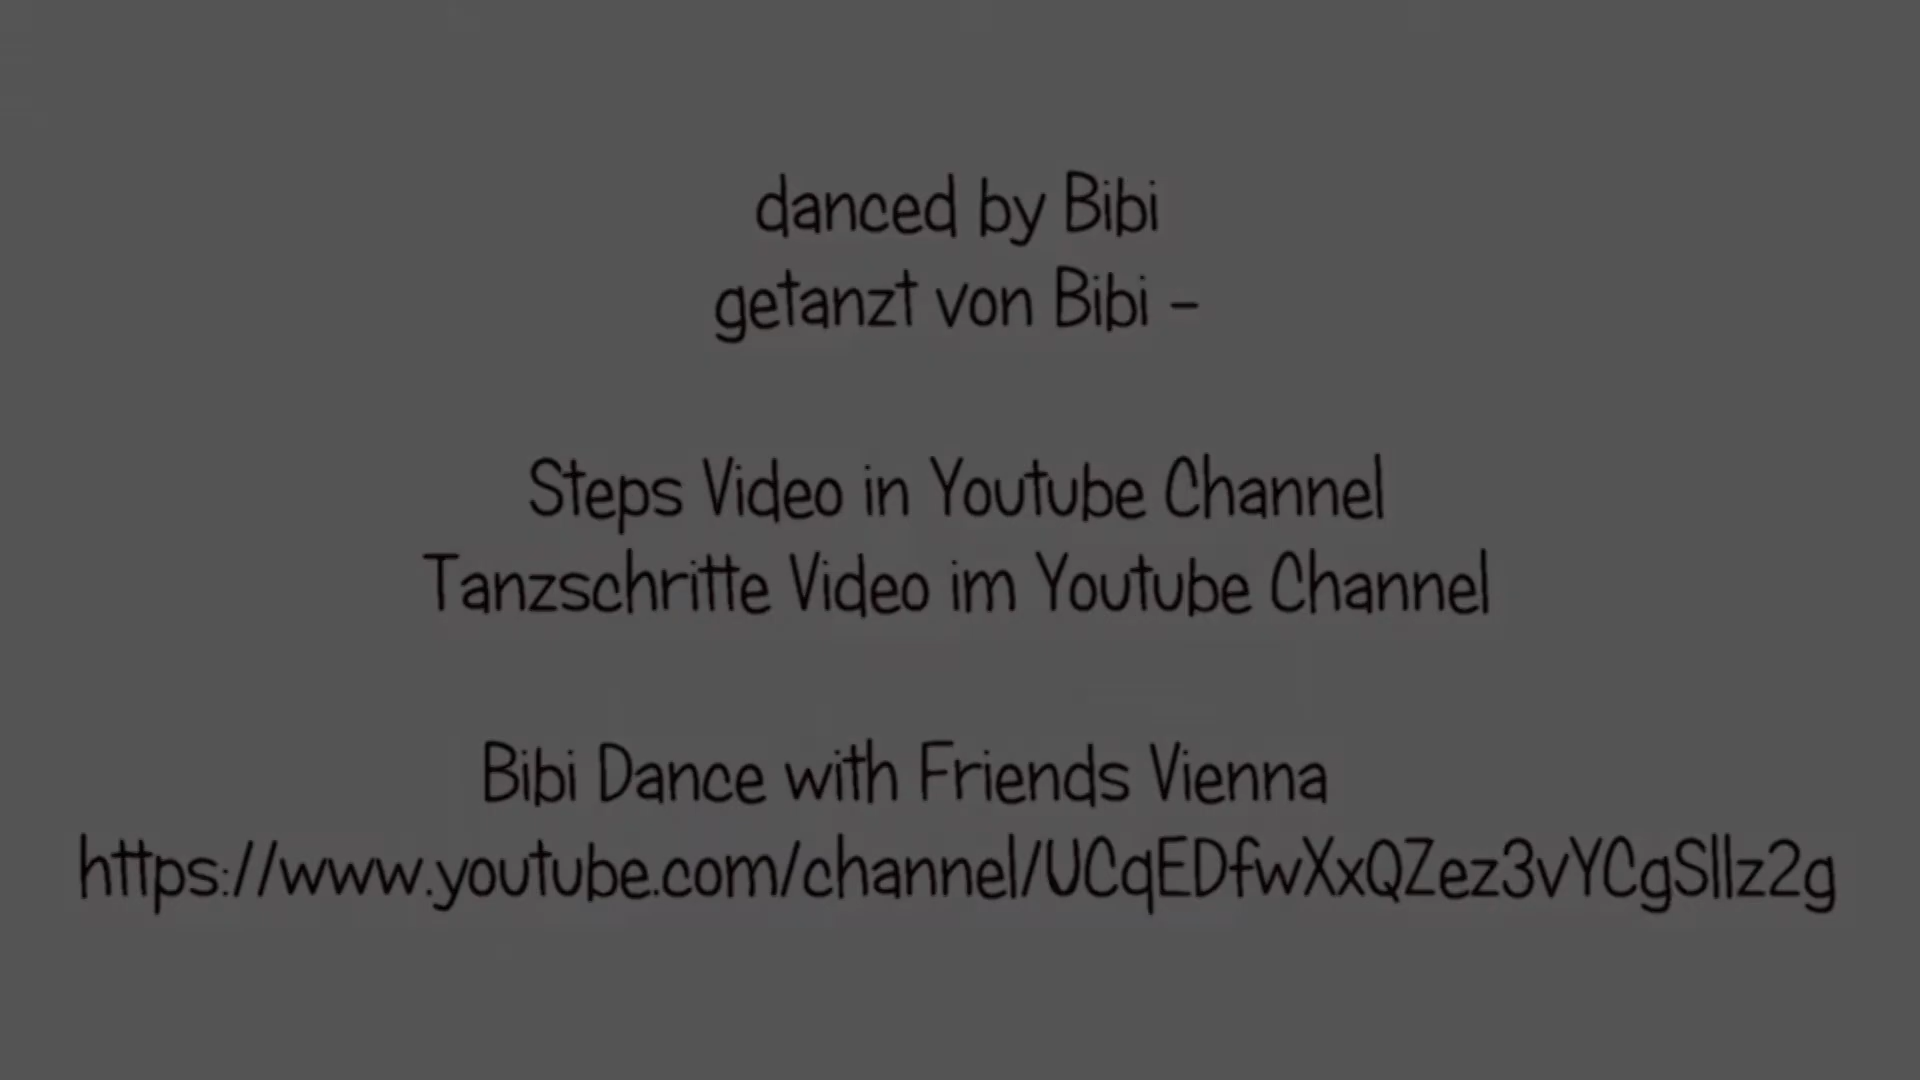 danced by Bibi
getanzt von Bibi -
Steps Video in Youtube Channel
Tanzschritte Video im Youtube Channel
Bibi Dance with Friends Vienna
https://www.youtube.com/channel/UCqEDfwXxQZez3vYCgSllz2g